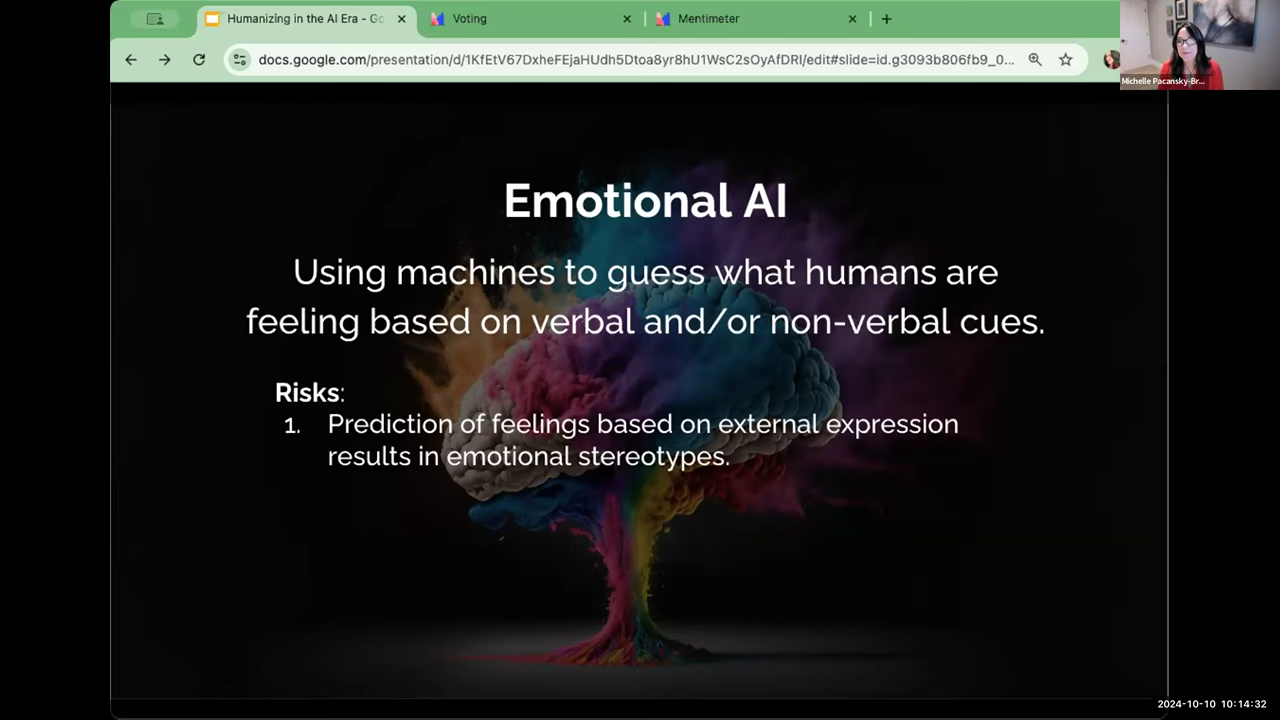 Humanizing in the AI Era - Go
Voting
Mentimeter
docs.google.com/presentation/d/1KfEtV67DxheFEjaHUdh5Dtoa8yr8hU1WsC2sOyAfDRI/edit#slide=id.g3093b806fb9_0...
Michelle Pacansky-Br...
Emotional AI
Using machines to guess what humans are
feeling based on verbal and/or non-verbal cues.
Risks:
1. Prediction of feelings based on external expression
results in emotional stereotypes.
2024-10-10 10:14:32